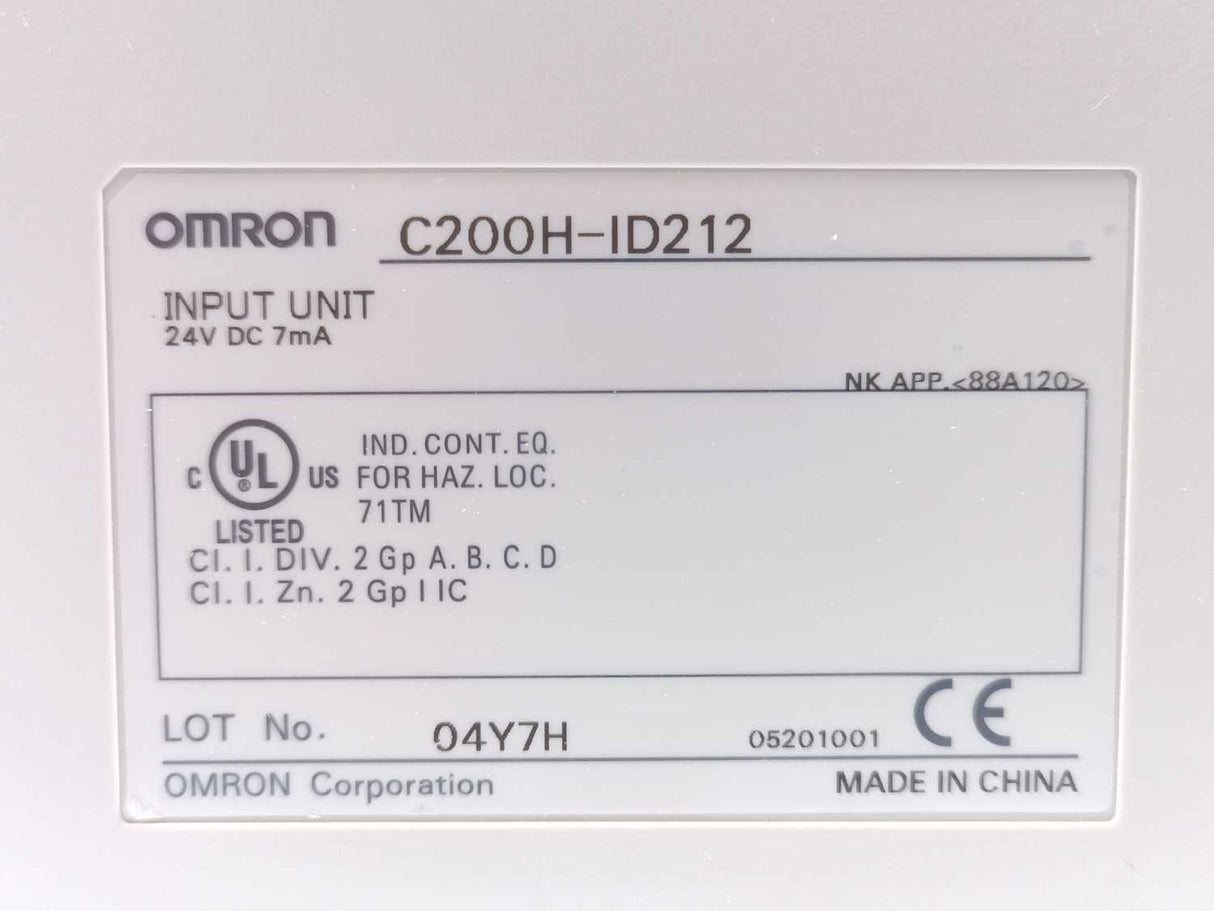 OMRON C200H-ID212
INPUT UNIT
24V DC 7mA
NK APP.<88A120>
IND. CONT. EQ.
C UL ® US FOR HAZ. LOC.
71TM
LISTED
Cl. I. DIV. 2 Gp A. B. C. D
Cl. I. Zn. 2 Gp I IC
LOT No. 04Y7H 05201001 CE
OMRON Corporation MADE IN CHINA